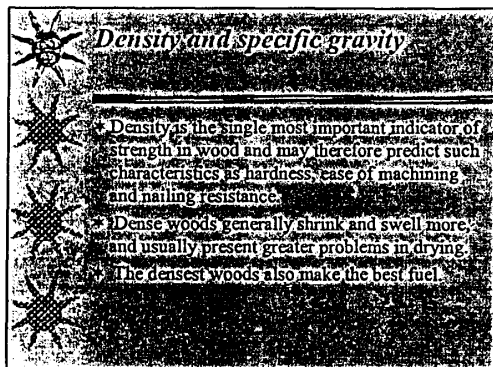 Density and specific gravity
+ Density is the single most important indicator of
strength in wood and may therefore predict such
characteristics as hardness, ease of machining
and nailing resistance.
+ Dense woods generally shrink and swell more,
and usually present greater problems in drying.
+ The densest woods also make the best fuel.